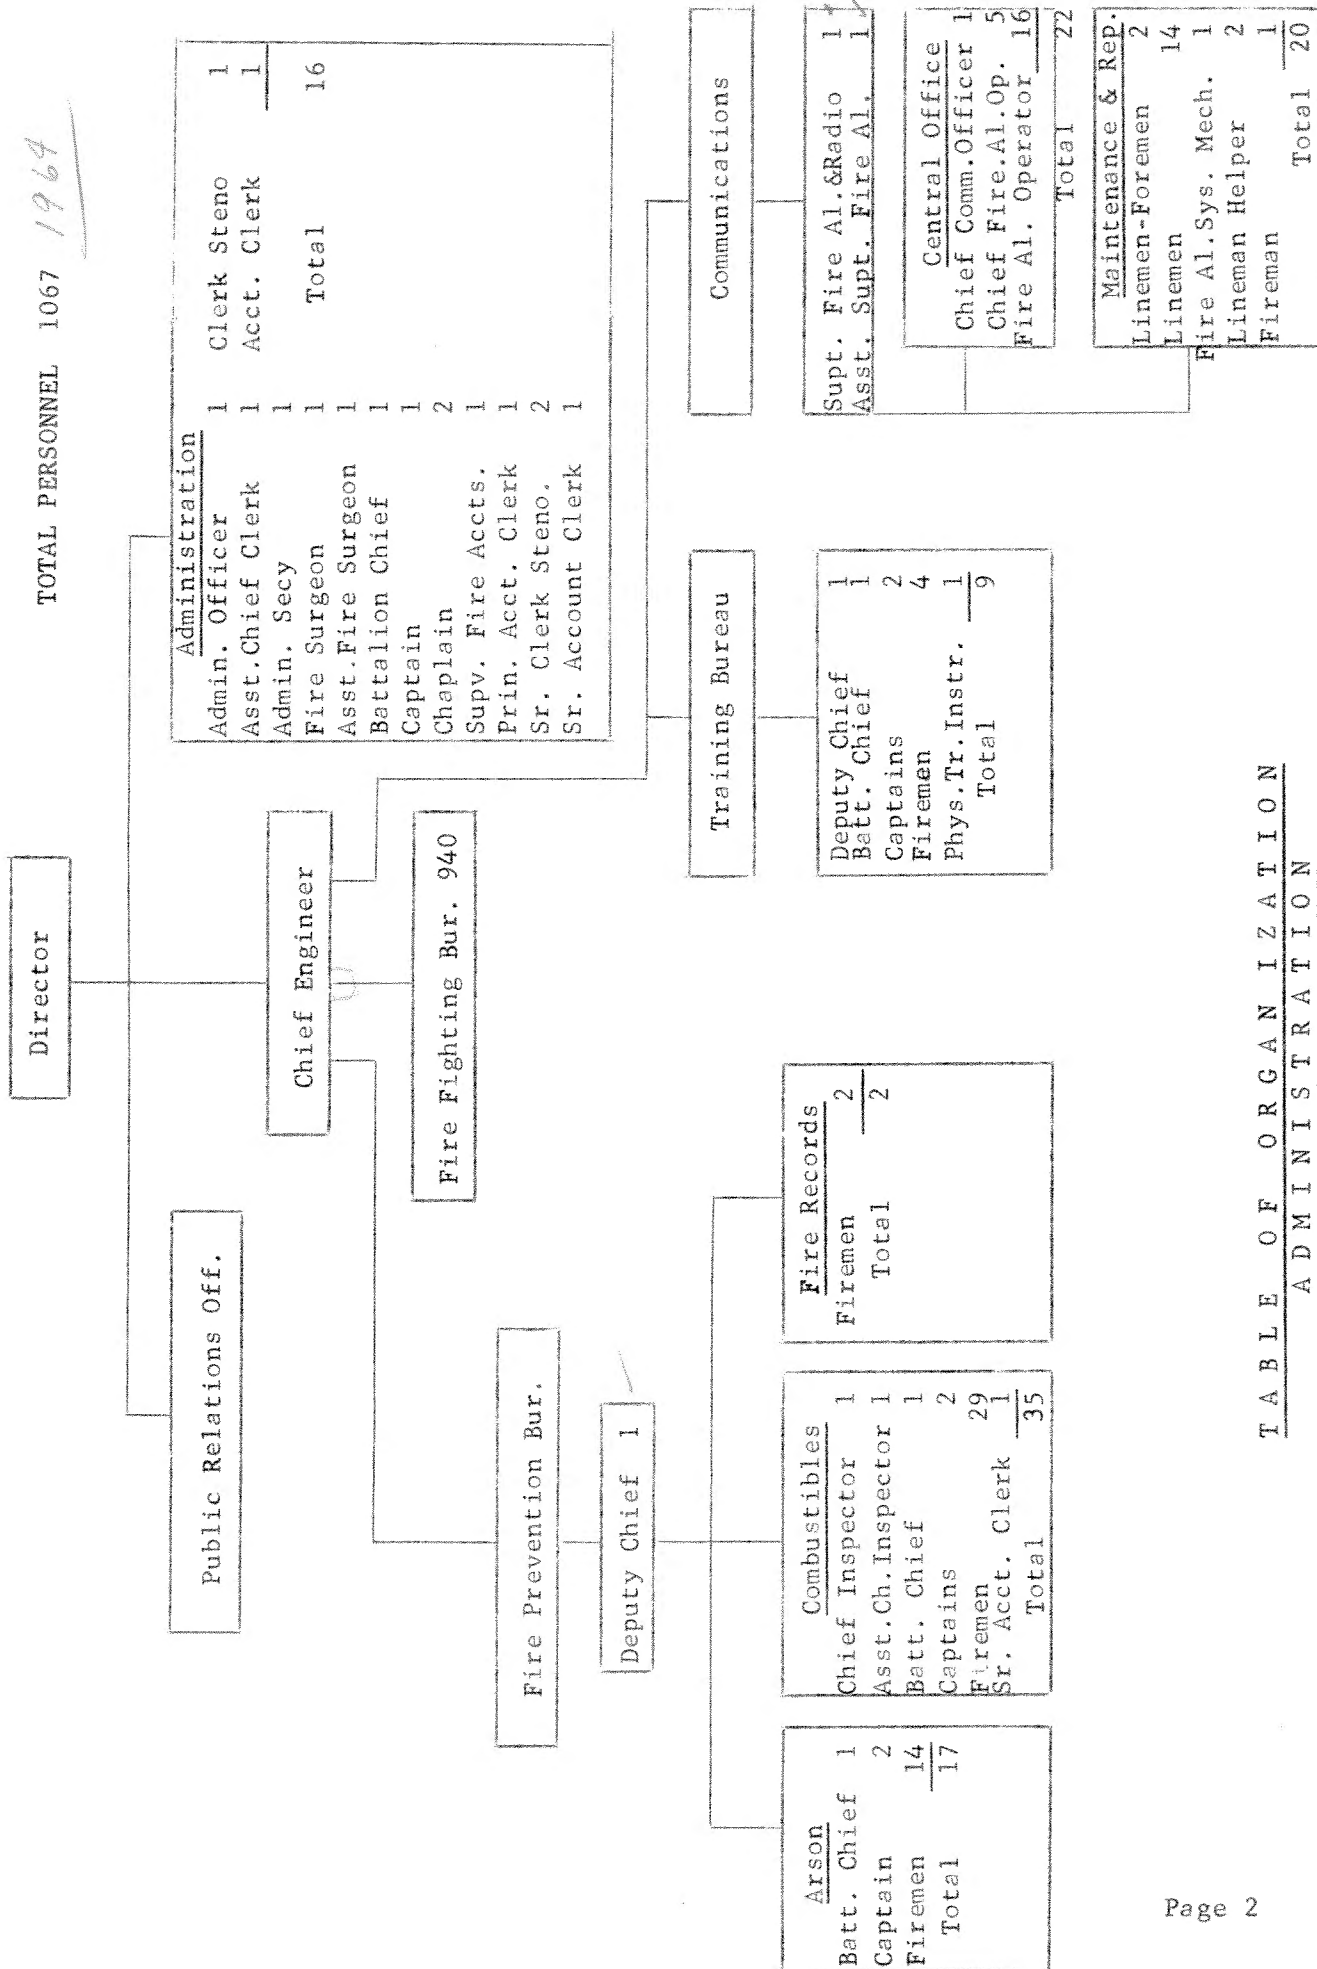 TOTAL PERSONNEL 1067 1964
Director
Public Relations Off.
Chief Engineer
Administration
Admin. Officer 1
Asst.Chief Clerk 1
Admin. Secy 1
Fire Surgeon 1
Asst.Fire Surgeon 1
Battalion Chief 1
Captain 1
Chaplain 2
Supv. Fire Accts. 1
Prin. Acct. Clerk 1
Sr. Clerk Steno. 2
Sr. Account Clerk 1
Clerk Steno 1
Acct. Clerk 1
Total 16
Fire Fighting Bur. 940
Fire Prevention Bur.
Deputy Chief 1
Arson
Batt. Chief 1
Captain 2
Firemen 14
Total 17
Combustibles
Chief Inspector 1
Asst.Ch.Inspector 1
Batt. Chief 1
Captains 2
Firemen 29
Sr. Acct. Clerk 1
Total 35
Fire Records
Firemen 2
Total 2
Training Bureau
Deputy Chief 1
Batt. Chief 1
Captains 2
Firemen 4
Phys.Tr.Instr. 1
Total 9
Communications
Supt. Fire Al.&Radio 1
Asst. Supt. Fire Al. 1
Central Office
Chief Comm.Officer 1
Chief Fire.Al.Op. 5
Fire Al. Operator 16
Total 22
Maintenance & Rep.
Linemen-Foremen 2
Linemen 14
Fire Al.Sys. Mech. 1
Lineman Helper 2
Fireman 1
Total 20
TABLE OF ORGANIZATION
ADMINISTRATION
Page 2